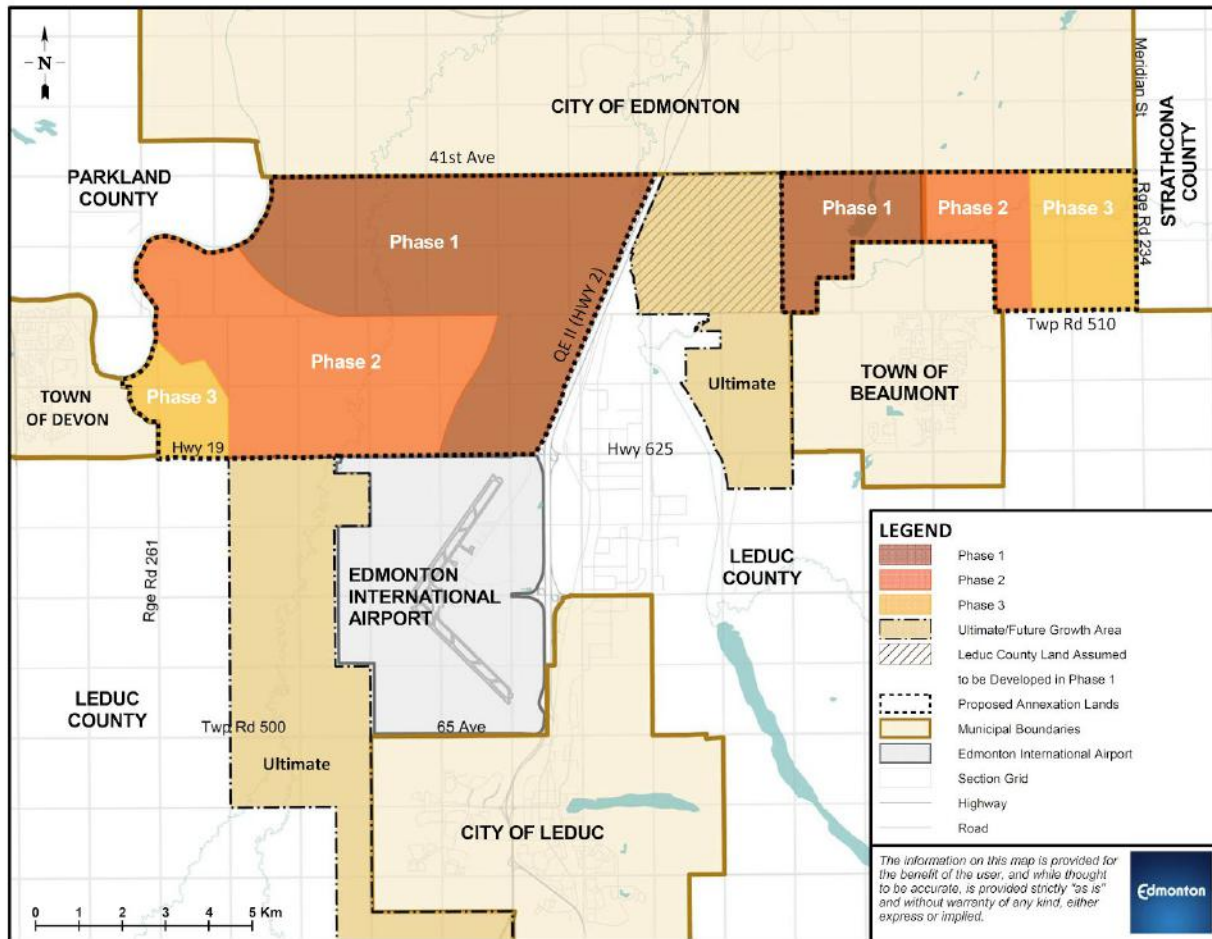 N
CITY OF EDMONTON
Meridian St
STRATHCONA
COUNTY
41st Ave
PARKLAND
COUNTY
Rge Rd 234
Phase 1
Phase 1
Phase 2
Phase 3
QE II (HWY 2)
Twp Rd 510
Phase 2
Ultimate
TOWN OF
BEAUMONT
TOWN
OF DEVON
Phase 3
Hwy 19
Hwy 625
Rge Rd 261
EDMONTON
INTERNATIONAL
AIRPORT
LEDUC
COUNTY
LEDUC
COUNTY
Twp Rd 500
65 Ave
Ultimate
CITY OF LEDUC
LEGEND
Phase 1
Phase 2
Phase 3
Ultimate/Future Growth Area
Leduc County Land Assumed
to be Developed in Phase 1
Proposed Annexation Lands
Municipal Boundaries
Edmonton International Airport
Section Grid
Highway
Road
The information on this map is provided for
the benefit of the user, and while thought
to be accurate, is provided strictly "as is"
and without warranty of any kind, either
express or implied.
Edmonton
0 1 2 3 4 5 Km